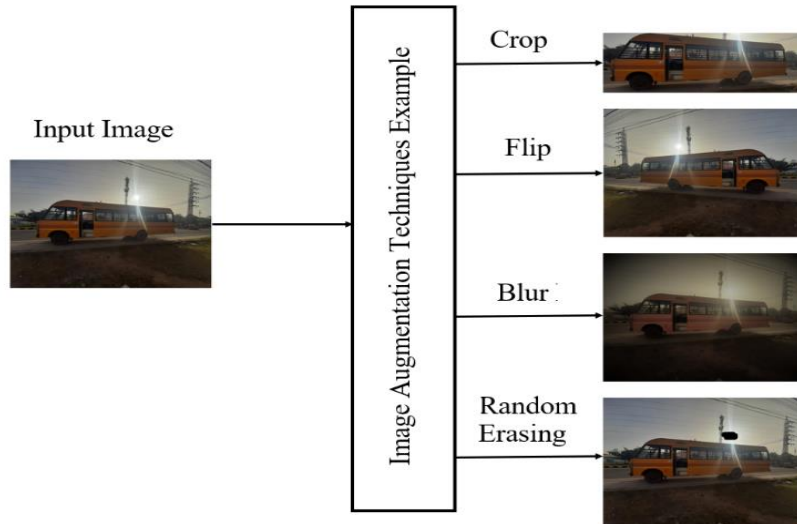 Input Image
Image Augmentation Techniques Example
Crop
Flip
Blur
Random
Erasing